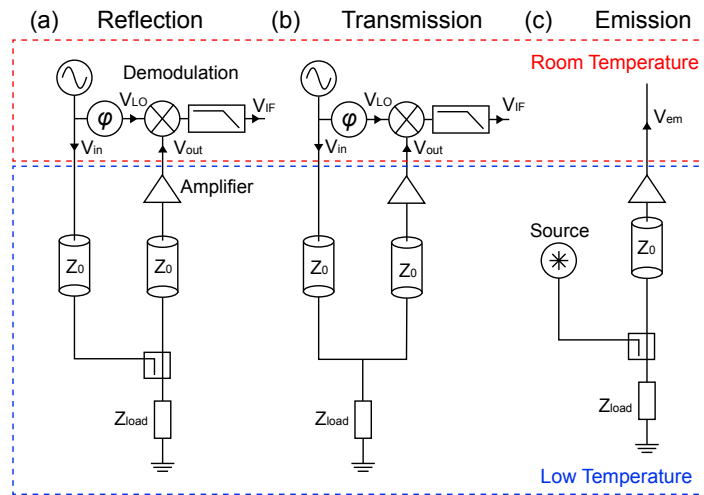 (a) Reflection
(b) Transmission
(c) Emission
Room Temperature
Demodulation
φ
VLO
VIF
Vin
Vout
Amplifier
Z0
Z0
Zload
φ
VLO
VIF
Vin
Vout
Z0
Z0
Zload
Vem
Source
Z0
Zload
Low Temperature